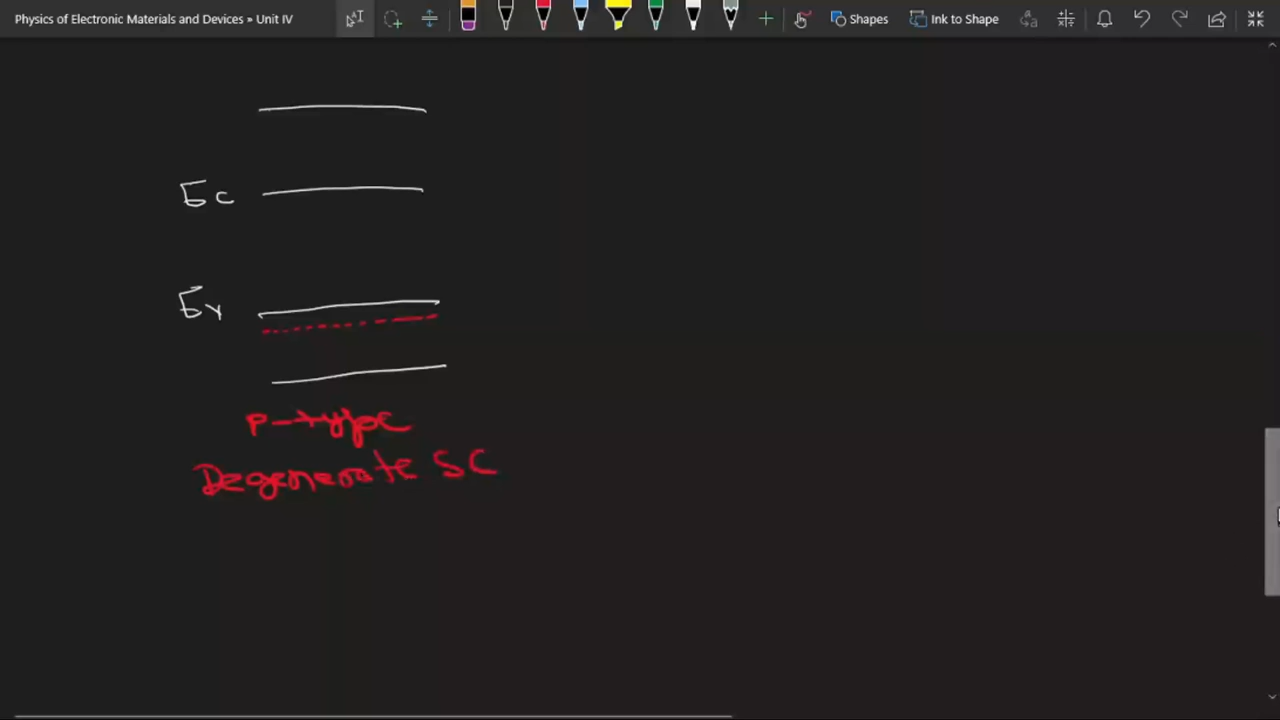 Physics of Electronic Materials and Devices » Unit IV
Shapes
Ink to Shape
Ec
Ev
P-type
Degenerate SC